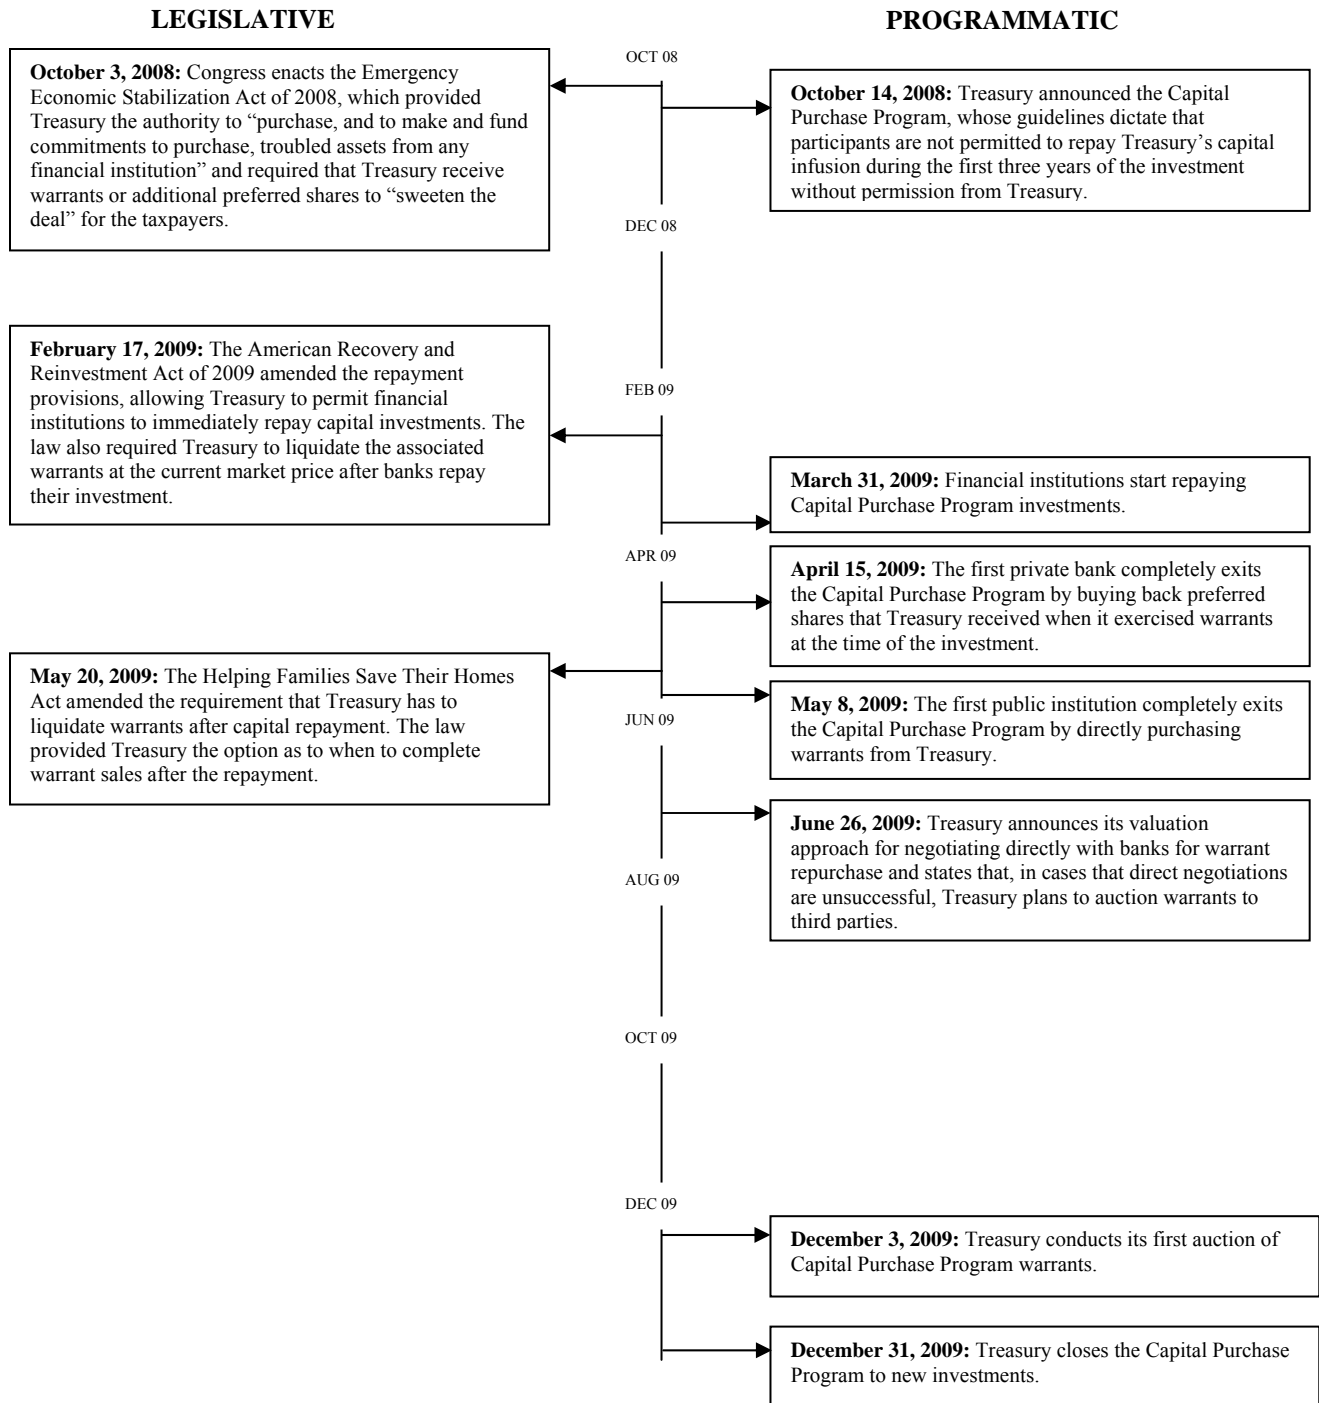 LEGISLATIVE
PROGRAMMATIC
OCT 08
October 3, 2008: Congress enacts the Emergency
Economic Stabilization Act of 2008, which provided
Treasury the authority to “purchase, and to make and fund
commitments to purchase, troubled assets from any
financial institution” and required that Treasury receive
warrants or additional preferred shares to “sweeten the
deal” for the taxpayers.
October 14, 2008: Treasury announced the Capital
Purchase Program, whose guidelines dictate that
participants are not permitted to repay Treasury’s capital
infusion during the first three years of the investment
without permission from Treasury.
DEC 08
February 17, 2009: The American Recovery and
Reinvestment Act of 2009 amended the repayment
provisions, allowing Treasury to permit financial
institutions to immediately repay capital investments. The
law also required Treasury to liquidate the associated
warrants at the current market price after banks repay
their investment.
FEB 09
March 31, 2009: Financial institutions start repaying
Capital Purchase Program investments.
APR 09
April 15, 2009: The first private bank completely exits
the Capital Purchase Program by buying back preferred
shares that Treasury received when it exercised warrants
at the time of the investment.
May 20, 2009: The Helping Families Save Their Homes
Act amended the requirement that Treasury has to
liquidate warrants after capital repayment. The law
provided Treasury the option as to when to complete
warrant sales after the repayment.
May 8, 2009: The first public institution completely exits
the Capital Purchase Program by directly purchasing
warrants from Treasury.
JUN 09
June 26, 2009: Treasury announces its valuation
approach for negotiating directly with banks for warrant
repurchase and states that, in cases that direct negotiations
are unsuccessful, Treasury plans to auction warrants to
third parties.
AUG 09
OCT 09
DEC 09
December 3, 2009: Treasury conducts its first auction of
Capital Purchase Program warrants.
December 31, 2009: Treasury closes the Capital Purchase
Program to new investments.